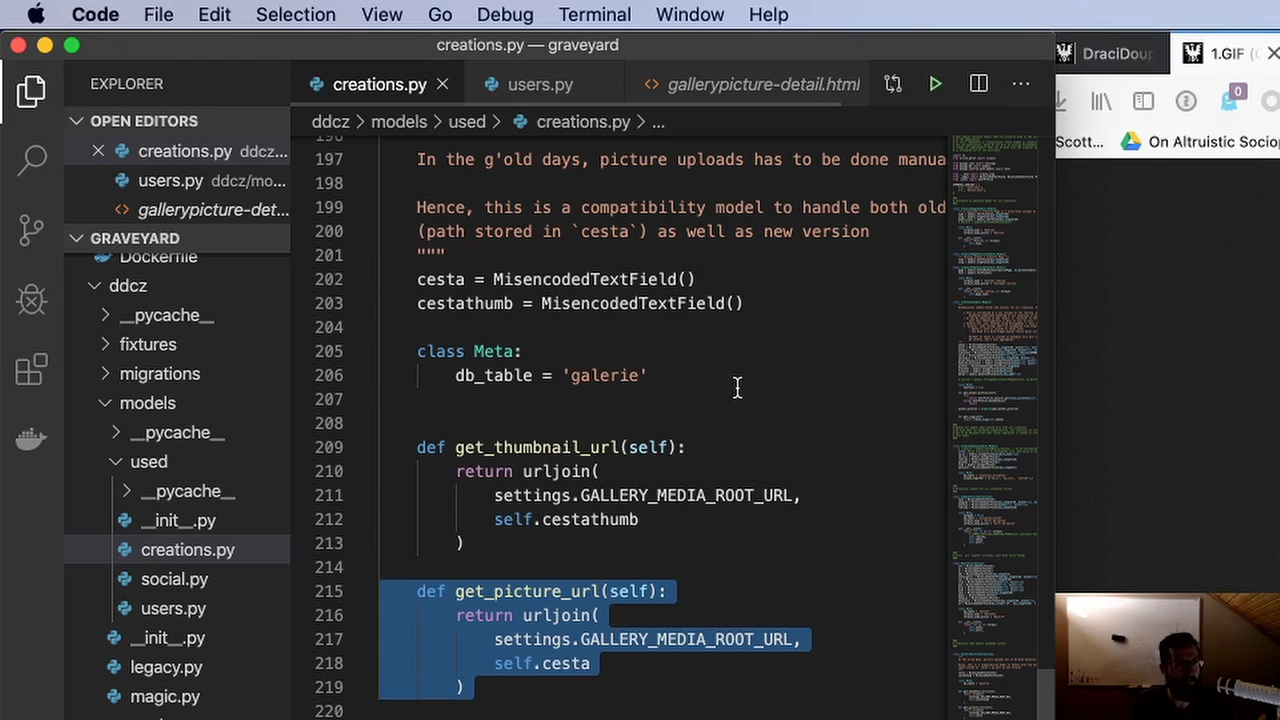 Code File Edit Selection View Go Debug Terminal Window Help
creations.py — graveyard
DraciDoup
1.GIF (
EXPLORER
creations.py
users.py
gallerypicture-detail.html
0
OPEN EDITORS
ddcz > models > used > creations.py > ...
Scott... On Altruistic Sociop
creations.py ddcz...
users.py ddcz/mo...
gallerypicture-det...
GRAVEYARD
Dockerfile
ddcz
__pycache__
fixtures
migrations
models
__pycache__
used
__pycache__
__init__.py
creations.py
social.py
users.py
__init__.py
legacy.py
magic.py
196
197 In the g'old days, picture uploads has to be done manua
198
199 Hence, this is a compatibility model to handle both old
200 (path stored in `cesta`) as well as new version
201 """
202 cesta = MisencodedTextField()
203 cestathumb = MisencodedTextField()
204
205 class Meta:
206 db_table = 'galerie'
207
208
209 def get_thumbnail_url(self):
210 return urljoin(
211 settings.GALLERY_MEDIA_ROOT_URL,
212 self.cestathumb
213 )
214
215 def get_picture_url(self):
216 return urljoin(
217 settings.GALLERY_MEDIA_ROOT_URL,
218 self.cesta
219 )
220